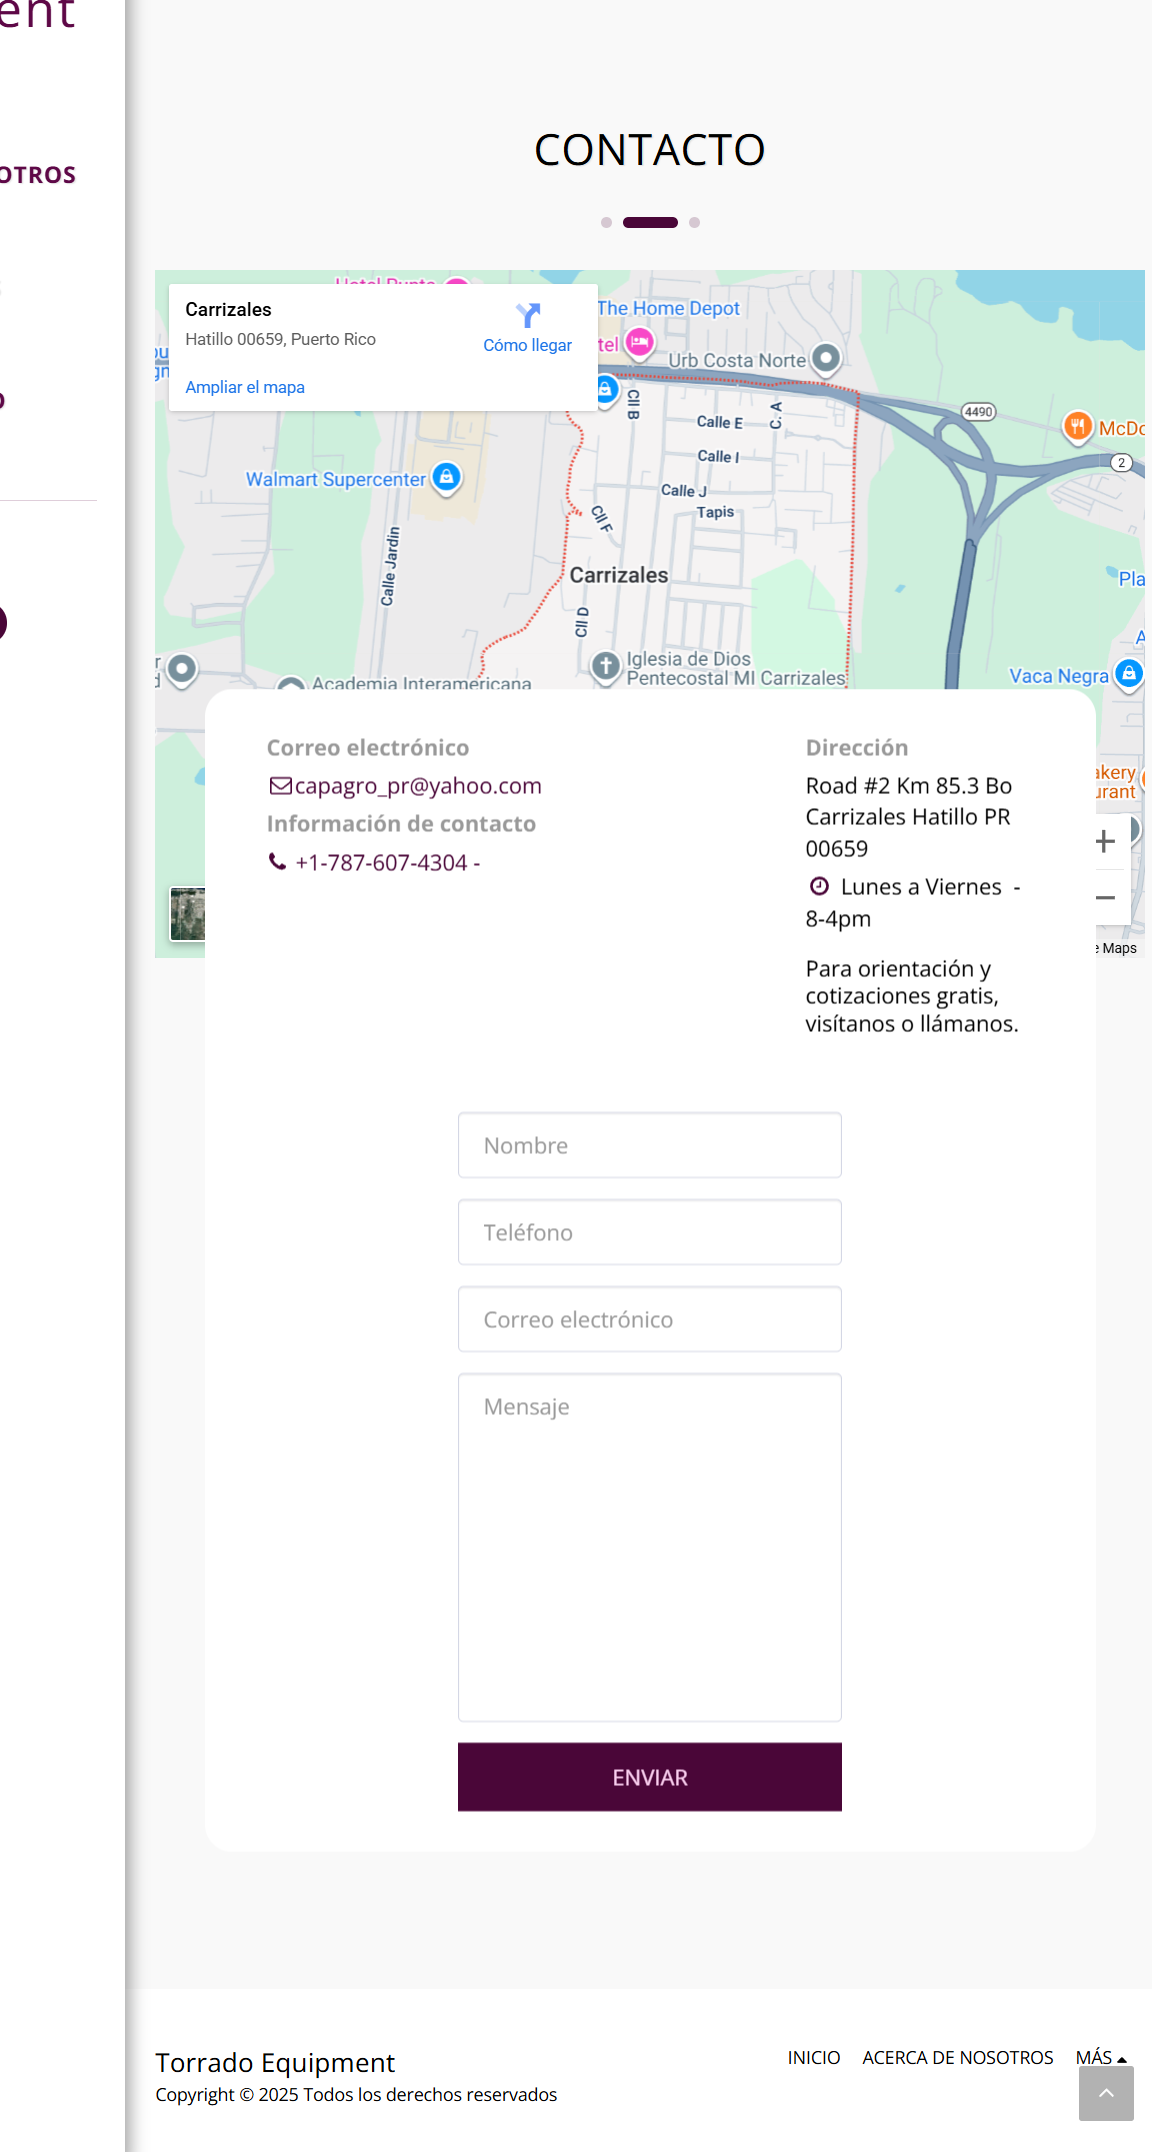 ent
OTROS
CONTACTO
Carrizales
Hatillo 00659, Puerto Rico
Cómo llegar
Ampliar el mapa
The Home Depot
Urb Costa Norte
Cll B
C. A
Calle E
4490
McDo
Calle I
2
Walmart Supercenter
Calle J
Tapis
Cll F
Calle Jardin
Carrizales
Pla
Cll D
Iglesia de Dios
Pentecostal MI Carrizales
Vaca Negra
Academia Interamericana
Correo electrónico
capagro_pr@yahoo.com
Información de contacto
+1-787-607-4304 -
Dirección
Road #2 Km 85.3 Bo
Carrizales Hatillo PR
00659
Lunes a Viernes -
8-4pm
Para orientación y
cotizaciones gratis,
visítanos o llámanos.
akery
urant
+
−
e Maps
Nombre
Teléfono
Correo electrónico
Mensaje
ENVIAR
Torrado Equipment
Copyright © 2025 Todos los derechos reservados
INICIO ACERCA DE NOSOTROS MÁS